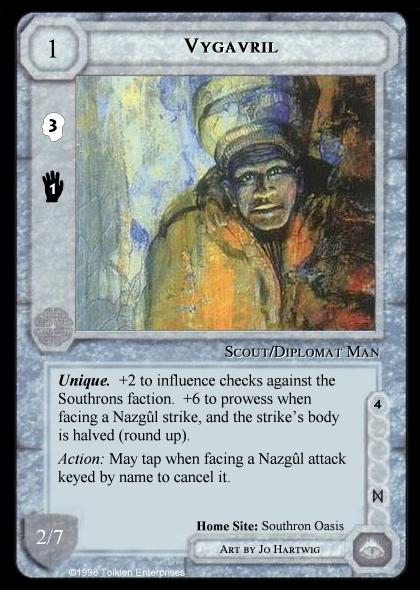 1
Vygavril
3
1
Scout/Diplomat Man
Unique. +2 to influence checks against the
Southrons faction. +6 to prowess when
facing a Nazgûl strike, and the strike's body
is halved (round up).
Action: May tap when facing a Nazgûl attack
keyed by name to cancel it.
4
Home Site: Southron Oasis
2/7
Art by Jo Hartwig
©1998 Tolkien Enterprises